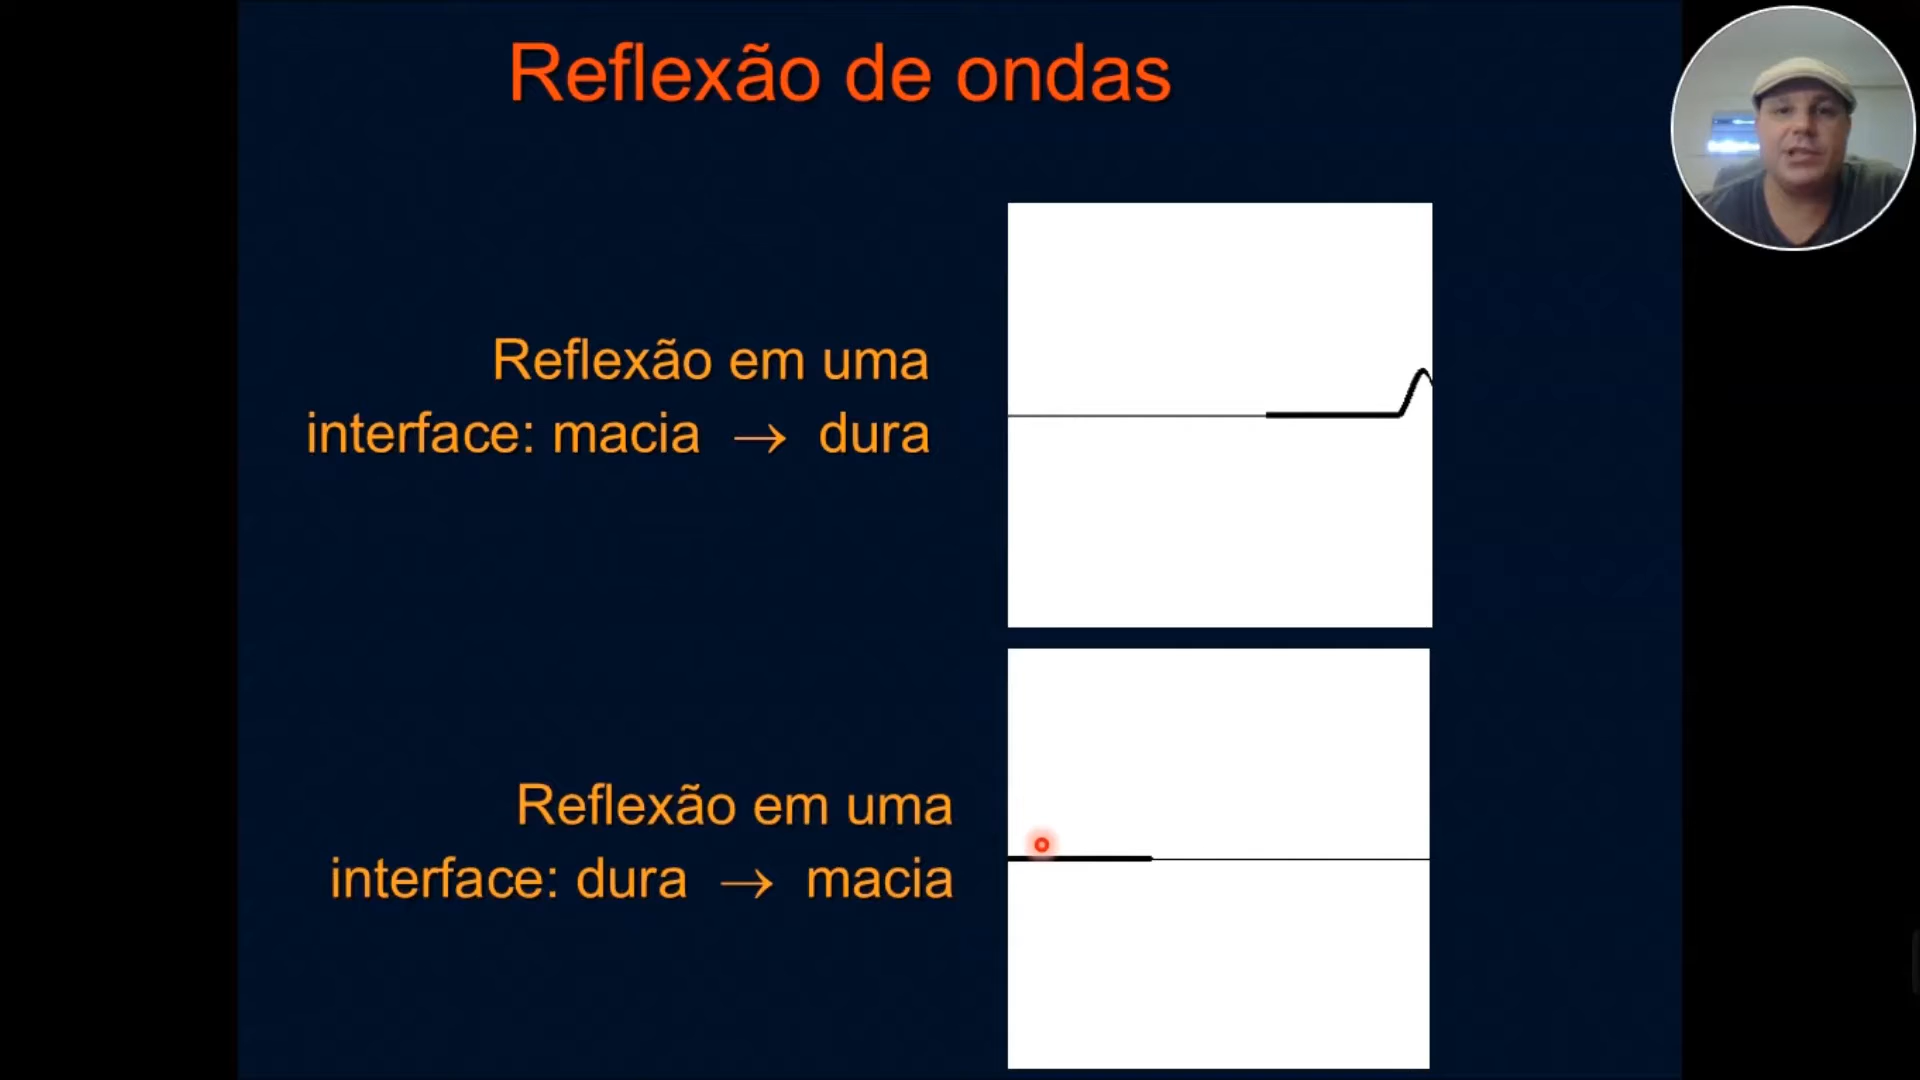 Reflexão de ondas
Reflexão em uma
interface: macia → dura
Reflexão em uma
interface: dura → macia